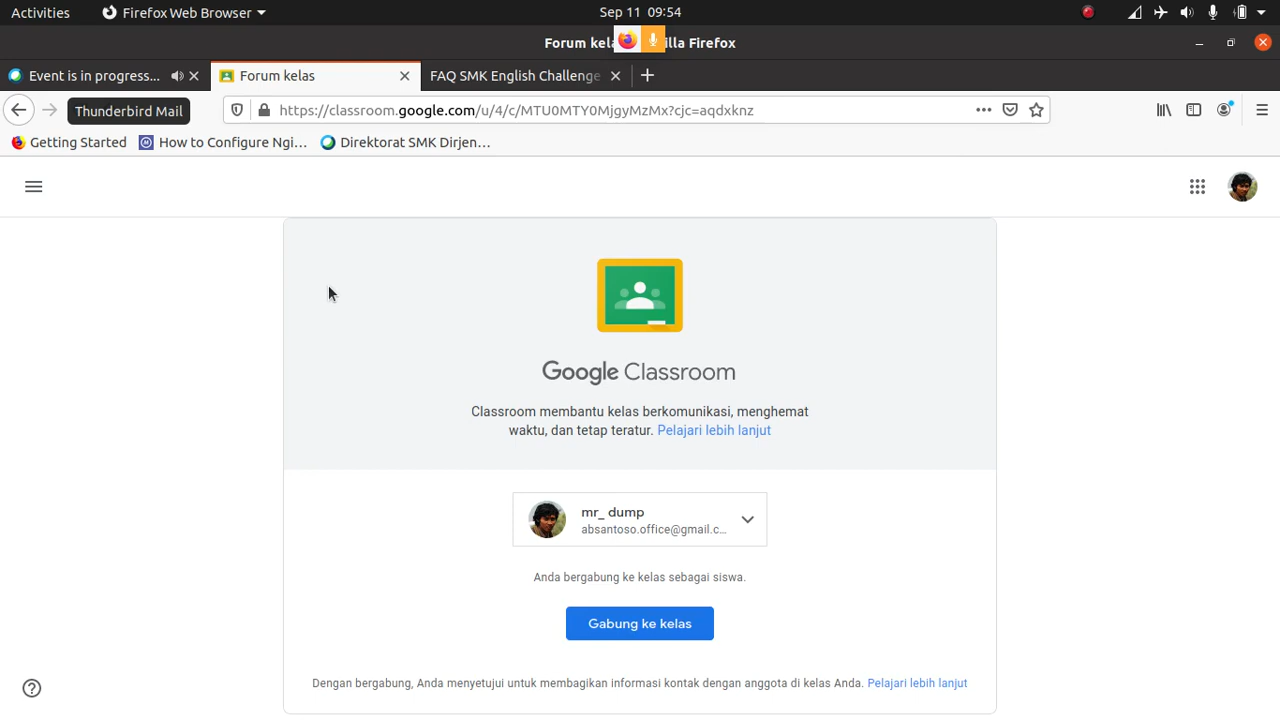 Activities
Firefox Web Browser
Sep 11 09:54
Forum kela
illa Firefox
Event is in progress...
Forum kelas
FAQ SMK English Challenge
Thunderbird Mail
https://classroom.google.com/u/4/c/MTU0MTY0MjgyMzMx?cjc=aqdxknz
Getting Started
How to Configure Ngi...
Direktorat SMK Dirjen...
Google Classroom
Classroom membantu kelas berkomunikasi, menghemat
waktu, dan tetap teratur. Pelajari lebih lanjut
mr_ dump
absantoso.office@gmail.c...
Anda bergabung ke kelas sebagai siswa.
Gabung ke kelas
Dengan bergabung, Anda menyetujui untuk membagikan informasi kontak dengan anggota di kelas Anda. Pelajari lebih lanjut